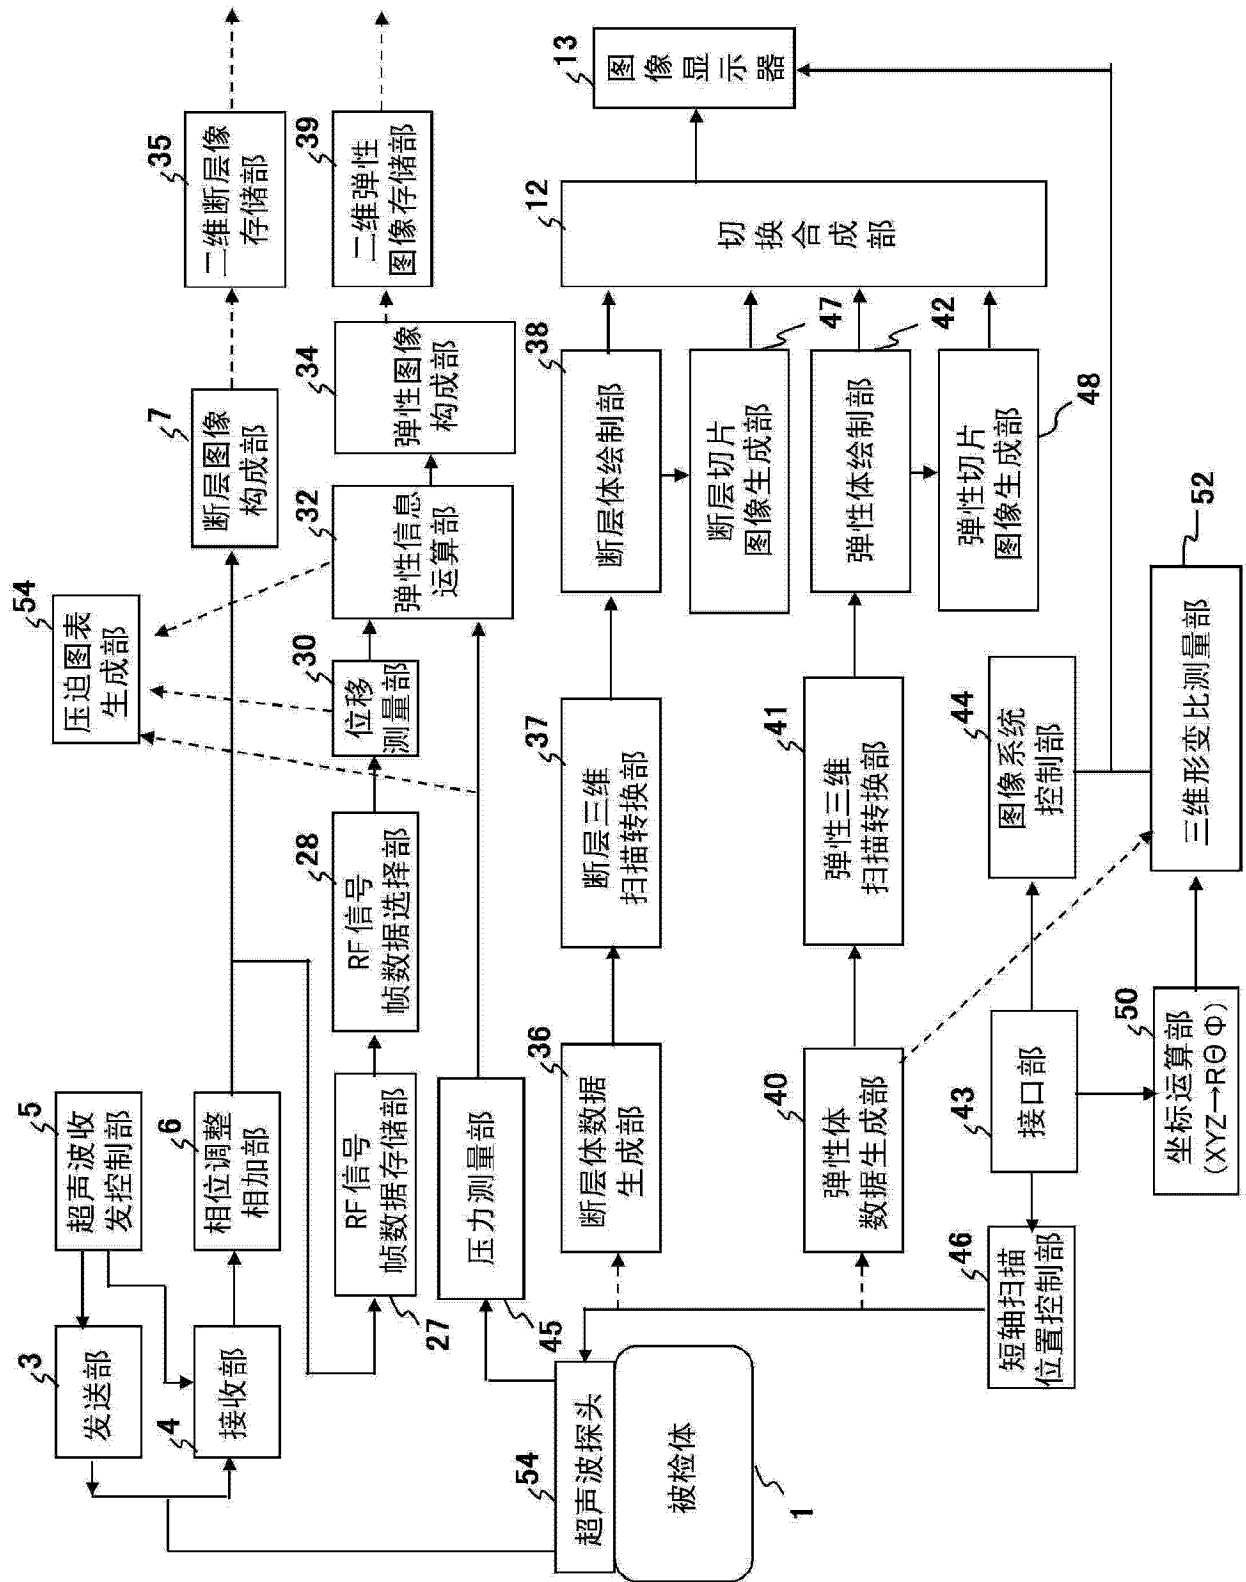 5
超声波收
发控制部
3
发送部
4
接收部
6
相位调整
相加部
7
断层图像
构成部
35
二维断层像
存储部
54
压迫图表
生成部
27
RF信号
帧数据存储部
28
RF信号
帧数据选择部
30
位移
测量部
32
弹性信息
运算部
34
弹性图像
构成部
39
二维弹性
图像存储部
45
压力测量部
54
超声波探头
被检体
1
36
断层体数据
生成部
37
断层三维
扫描转换部
38
断层体绘制部
47
断层切片
图像生成部
12
切换合成部
13
图像显示器
40
弹性体
数据生成部
41
弹性三维
扫描转换部
42
弹性体绘制部
48
弹性切片
图像生成部
46
短轴扫描
位置控制部
43
接口部
44
图像系统
控制部
50
坐标运算部
(XYZ→RΘΦ)
52
三维形变比测量部